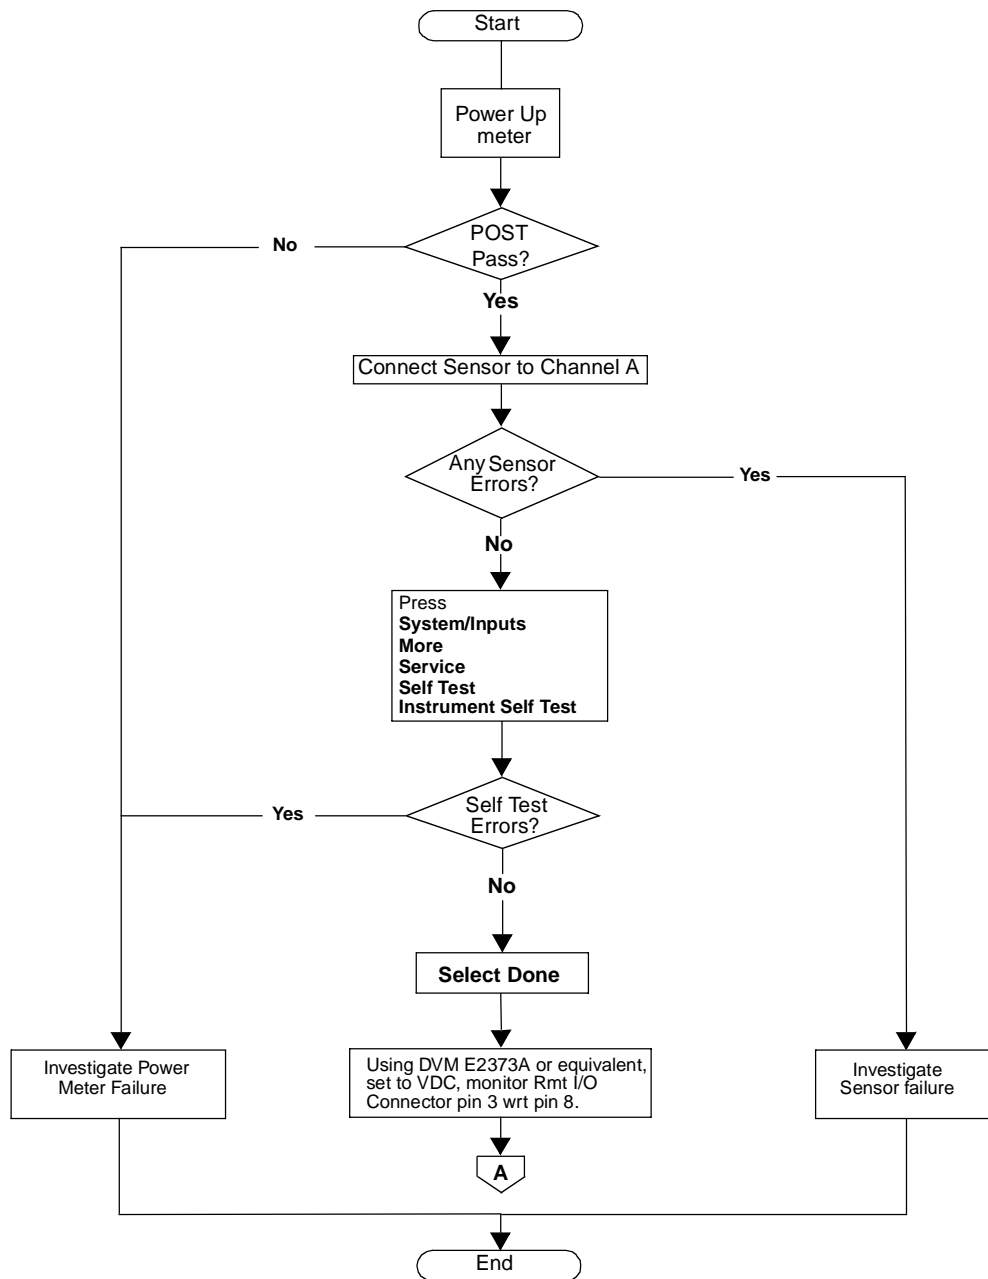 Start
Power Up
meter
POST
Pass?
No
Yes
Connect Sensor to Channel A
Any Sensor
Errors?
Yes
No
Press
System/Inputs
More
Service
Self Test
Instrument Self Test
Self Test
Errors?
Yes
No
Select Done
Investigate Power
Meter Failure
Using DVM E2373A or equivalent,
set to VDC, monitor Rmt I/O
Connector pin 3 wrt pin 8.
Investigate
Sensor failure
A
End